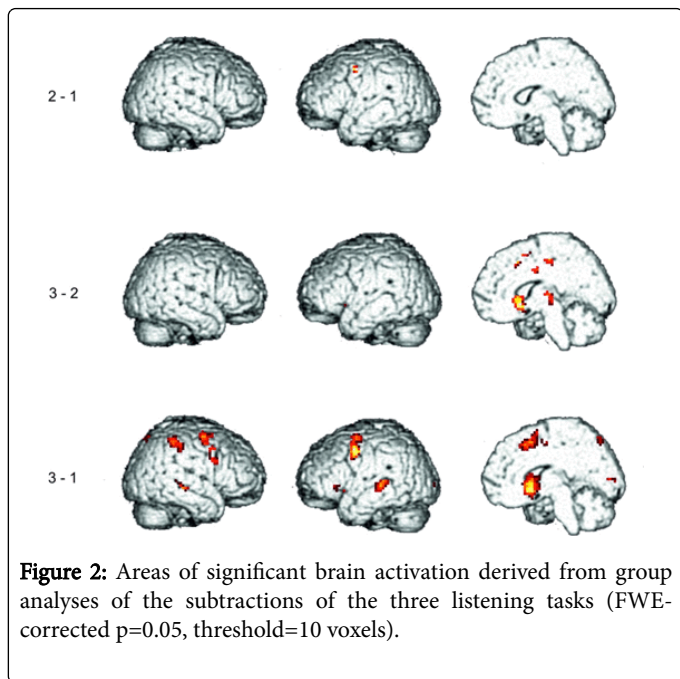 2 - 1
3 - 2
3 - 1
Figure 2: Areas of significant brain activation derived from group
analyses of the subtractions of the three listening tasks (FWE-
corrected p=0.05, threshold=10 voxels).